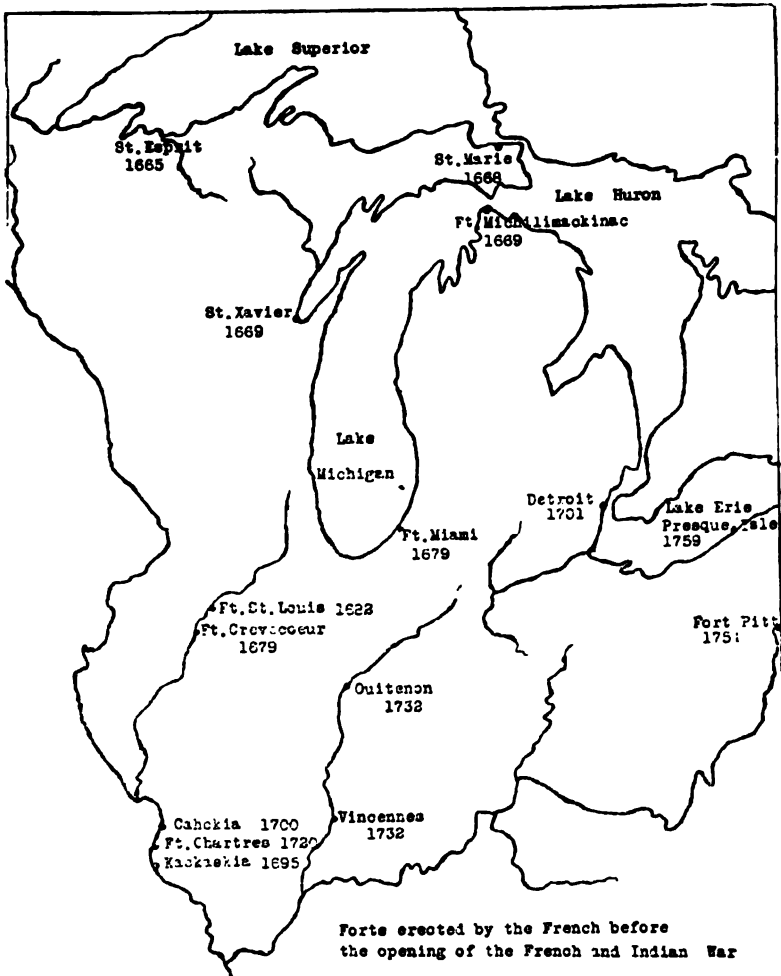 Lake Superior
St.Esprit
1665
St.Marie
1668
Lake Huron
Ft.Michilimackinac
1669
St.Xavier
1669
Lake
Michigan
Detroit
1701
Lake Erie
Presque Isle
1759
Ft.Miami
1679
Ft.St.Louis 1622
Ft.Crevecoeur
1679
Fort Pitt
Ouitenon
1732
Vincennes
1732
Cahokia 1700
Ft.Chartres 1720
Kaskaskia 1695
Forts erected by the French before
the opening of the French and Indian War